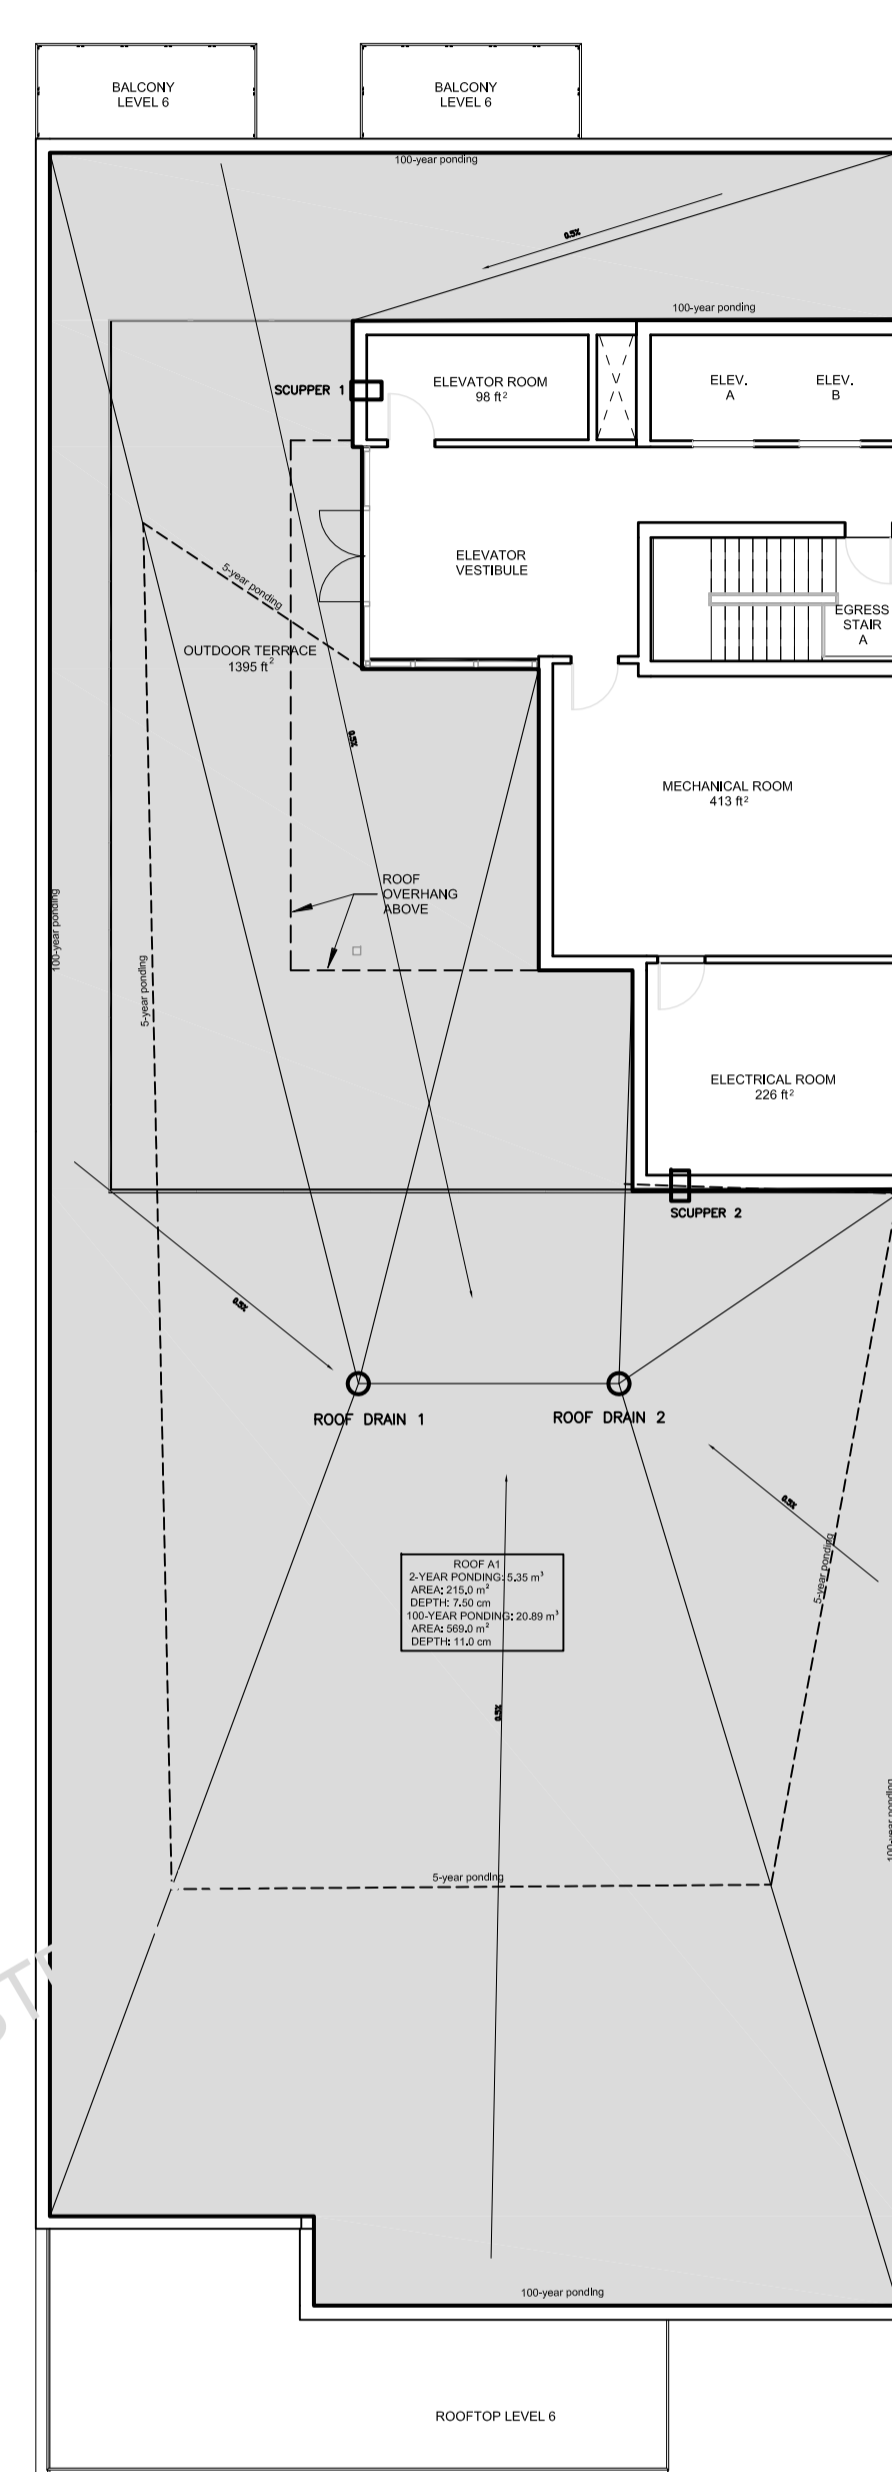 BALCONY
LEVEL 6
BALCONY
LEVEL 6
100-year ponding
0.5%
100-year ponding
SCUPPER 1
ELEVATOR ROOM
98 ft²
ELEV.
A
ELEV.
B
ELEVATOR
VESTIBULE
5-year ponding
EGRESS
STAIR
A
OUTDOOR TERRACE
1395 ft²
0.5%
MECHANICAL ROOM
413 ft²
ROOF
OVERHANG
ABOVE
100-year ponding
5-year ponding
ELECTRICAL ROOM
226 ft²
SCUPPER 2
0.5%
ROOF DRAIN 1
ROOF DRAIN 2
0.5%
5-year ponding
ROOF A1
2-YEAR PONDING: 5.35 m³
AREA: 215.0 m²
DEPTH: 7.50 cm
100-YEAR PONDING: 20.89 m³
AREA: 569.0 m²
DEPTH: 11.0 cm
0.5%
100-year ponding
5-year ponding
100-year ponding
ROOFTOP LEVEL 6